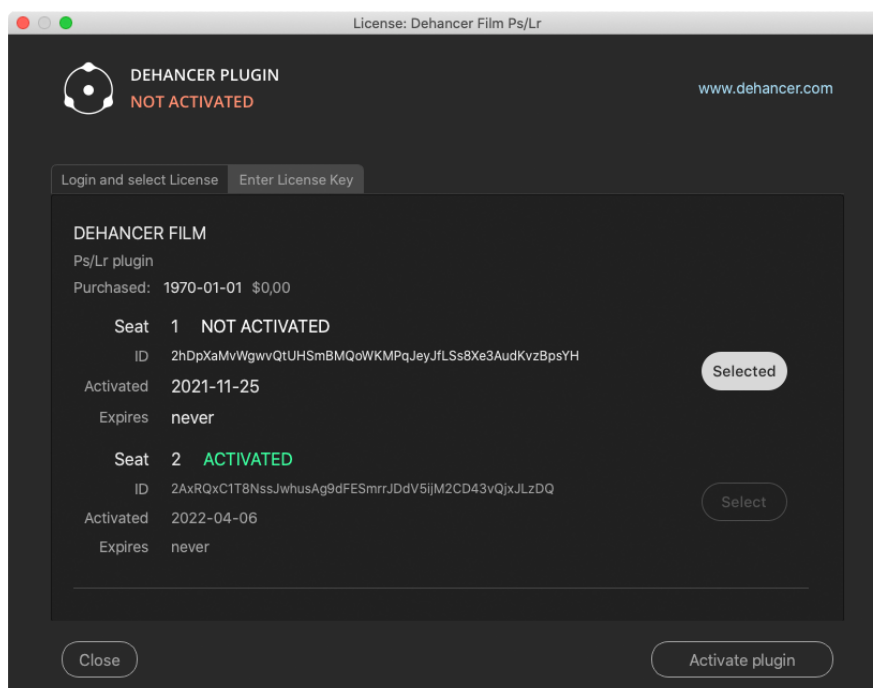 License: Dehancer Film Ps/Lr
DEHANCER PLUGIN
NOT ACTIVATED
www.dehancer.com
Login and select License Enter License Key
DEHANCER FILM
Ps/Lr plugin
Purchased: 1970-01-01 $0,00
Seat 1 NOT ACTIVATED
ID 2hDpXaMvWgwvQtUHSmBMQoWKMPqJeyJfLSs8Xe3AudKvzBpsYH
Selected
Activated 2021-11-25
Expires never
Seat 2 ACTIVATED
ID 2AxRQxC1T8NssJwhusAg9dFESmrrJDdV5ijM2CD43vQjxJLzDQ
Select
Activated 2022-04-06
Expires never
Close Activate plugin